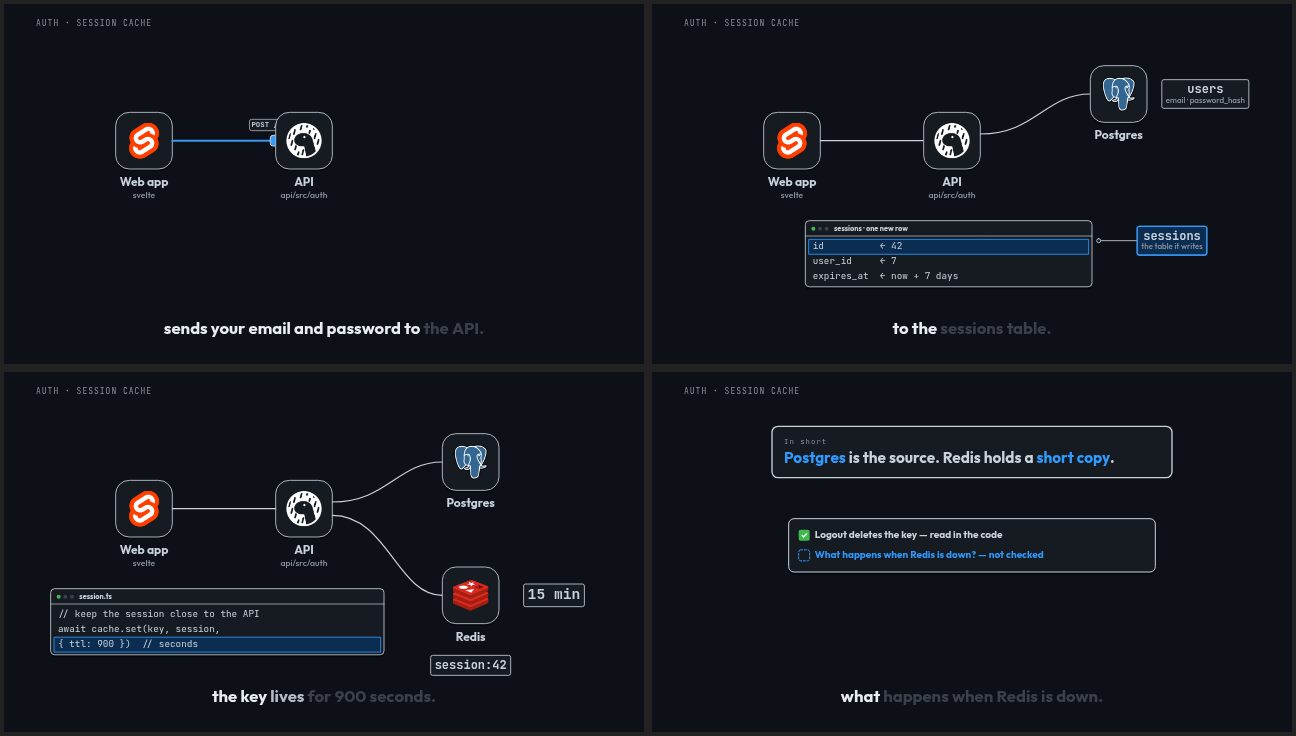 AUTH · SESSION CACHE
POST /
Web app
svelte
API
api/src/auth
sends your email and password to the API.
AUTH · SESSION CACHE
users
email·password_hash
Postgres
Web app
svelte
API
api/src/auth
sessions·one new row
id ← 42
user_id ← 7
expires_at ← now + 7 days
sessions
the table it writes
to the sessions table.
AUTH · SESSION CACHE
Postgres
Web app
svelte
API
api/src/auth
session.ts
// keep the session close to the API
await cache.set(key, session,
{ ttl: 900 }) // seconds
15 min
Redis
session:42
the key lives for 900 seconds.
AUTH · SESSION CACHE
In short
Postgres is the source. Redis holds a short copy.
Logout deletes the key — read in the code
What happens when Redis is down? — not checked
what happens when Redis is down.